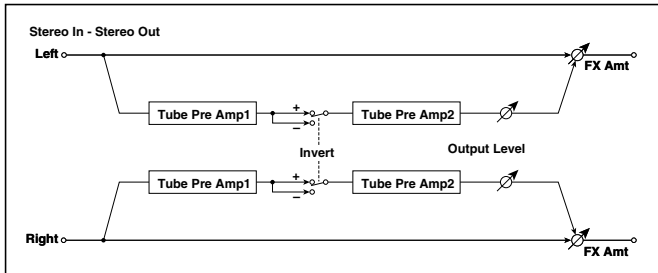 Stereo In - Stereo Out
Left
FX Amt
Tube Pre Amp1
+
–
Tube Pre Amp2
Invert
Output Level
Tube Pre Amp1
+
–
Tube Pre Amp2
Right
FX Amt